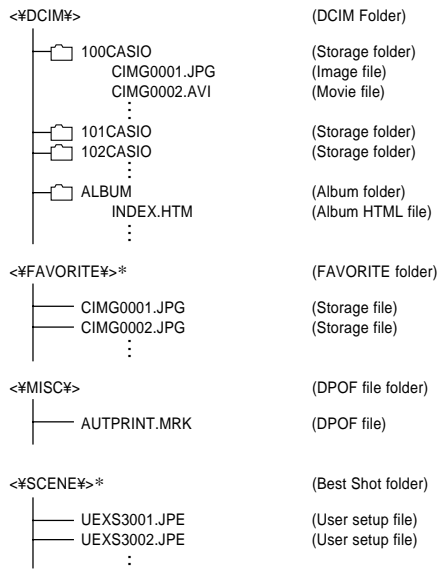 <¥DCIM¥> (DCIM Folder)
100CASIO (Storage folder)
CIMG0001.JPG (Image file)
CIMG0002.AVI (Movie file)
101CASIO (Storage folder)
102CASIO (Storage folder)
ALBUM (Album folder)
INDEX.HTM (Album HTML file)
<¥FAVORITE¥>* (FAVORITE folder)
CIMG0001.JPG (Storage file)
CIMG0002.JPG (Storage file)
<¥MISC¥> (DPOF file folder)
AUTPRINT.MRK (DPOF file)
<¥SCENE¥>* (Best Shot folder)
UEXS3001.JPE (User setup file)
UEXS3002.JPE (User setup file)